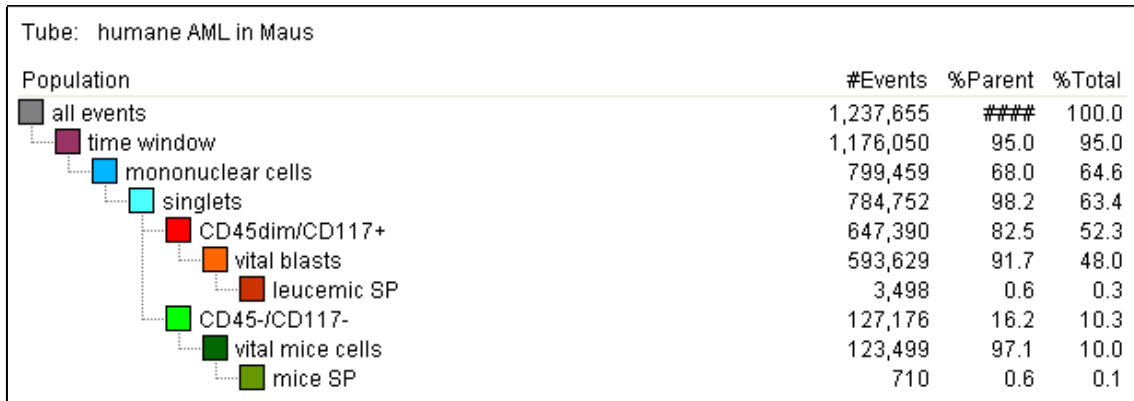 Tube: humane AML in Maus
Population #Events %Parent %Total
all events 1,237,655 #### 100.0
time window 1,176,050 95.0 95.0
mononuclear cells 799,459 68.0 64.6
singlets 784,752 98.2 63.4
CD45dim/CD117+ 647,390 82.5 52.3
vital blasts 593,629 91.7 48.0
leucemic SP 3,498 0.6 0.3
CD45-/CD117- 127,176 16.2 10.3
vital mice cells 123,499 97.1 10.0
mice SP 710 0.6 0.1